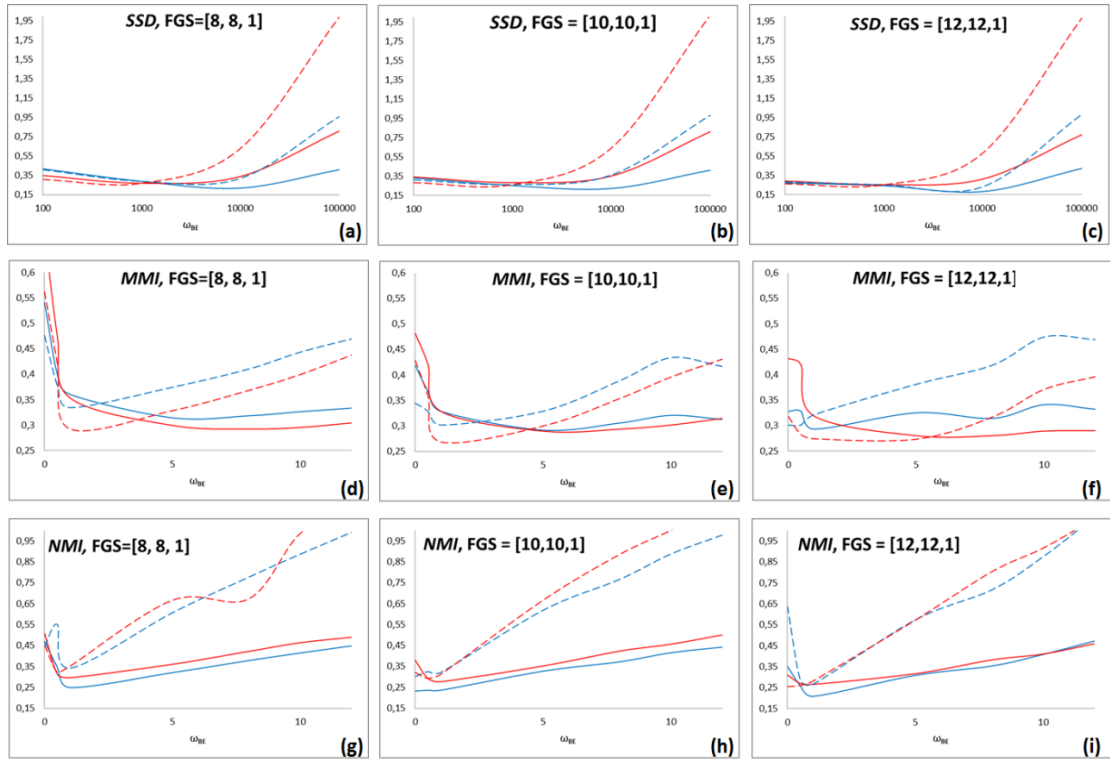 SSD, FGS=[8, 8, 1]
1,95
1,75
1,55
1,35
1,15
0,95
0,75
0,55
0,35
0,15
100 1000 10000 100000
ωBE
(a)
SSD, FGS = [10,10,1]
1,95
1,75
1,55
1,35
1,15
0,95
0,75
0,55
0,35
0,15
100 1000 10000 100000
ωBE
(b)
SSD, FGS = [12,12,1]
1,95
1,75
1,55
1,35
1,15
0,95
0,75
0,55
0,35
0,15
100 1000 10000 100000
ωBE
(c)
MMI, FGS=[8, 8, 1]
0,6
0,55
0,5
0,45
0,4
0,35
0,3
0,25
0 5 10
ωBE
(d)
MMI, FGS = [10,10,1]
0,6
0,55
0,5
0,45
0,4
0,35
0,3
0,25
0 5 10
ωBE
(e)
MMI, FGS = [12,12,1]
0,6
0,55
0,5
0,45
0,4
0,35
0,3
0,25
0 5 10
ωBE
(f)
NMI, FGS=[8, 8, 1]
0,95
0,85
0,75
0,65
0,55
0,45
0,35
0,25
0,15
0 5 10
ωBE
(g)
NMI, FGS = [10,10,1]
0,95
0,85
0,75
0,65
0,55
0,45
0,35
0,25
0,15
0 5 10
ωBE
(h)
NMI, FGS = [12,12,1]
0,95
0,85
0,75
0,65
0,55
0,45
0,35
0,25
0,15
0 5 10
ωBE
(i)